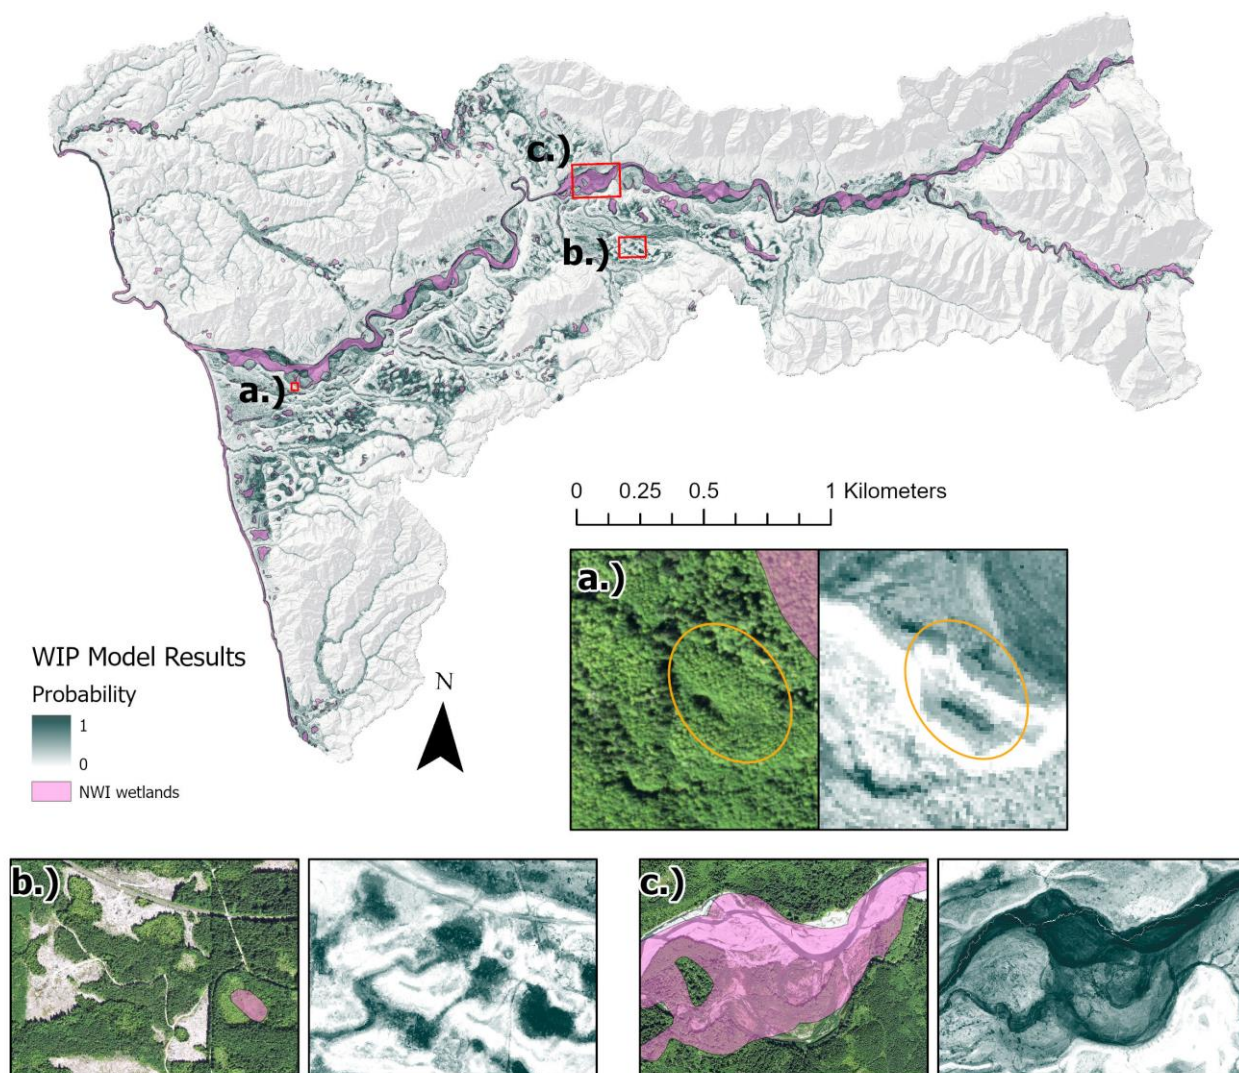 c.)
b.)
a.)
0 0.25 0.5 1 Kilometers
a.)
WIP Model Results
Probability
1
0
NWI wetlands
N
b.)
c.)